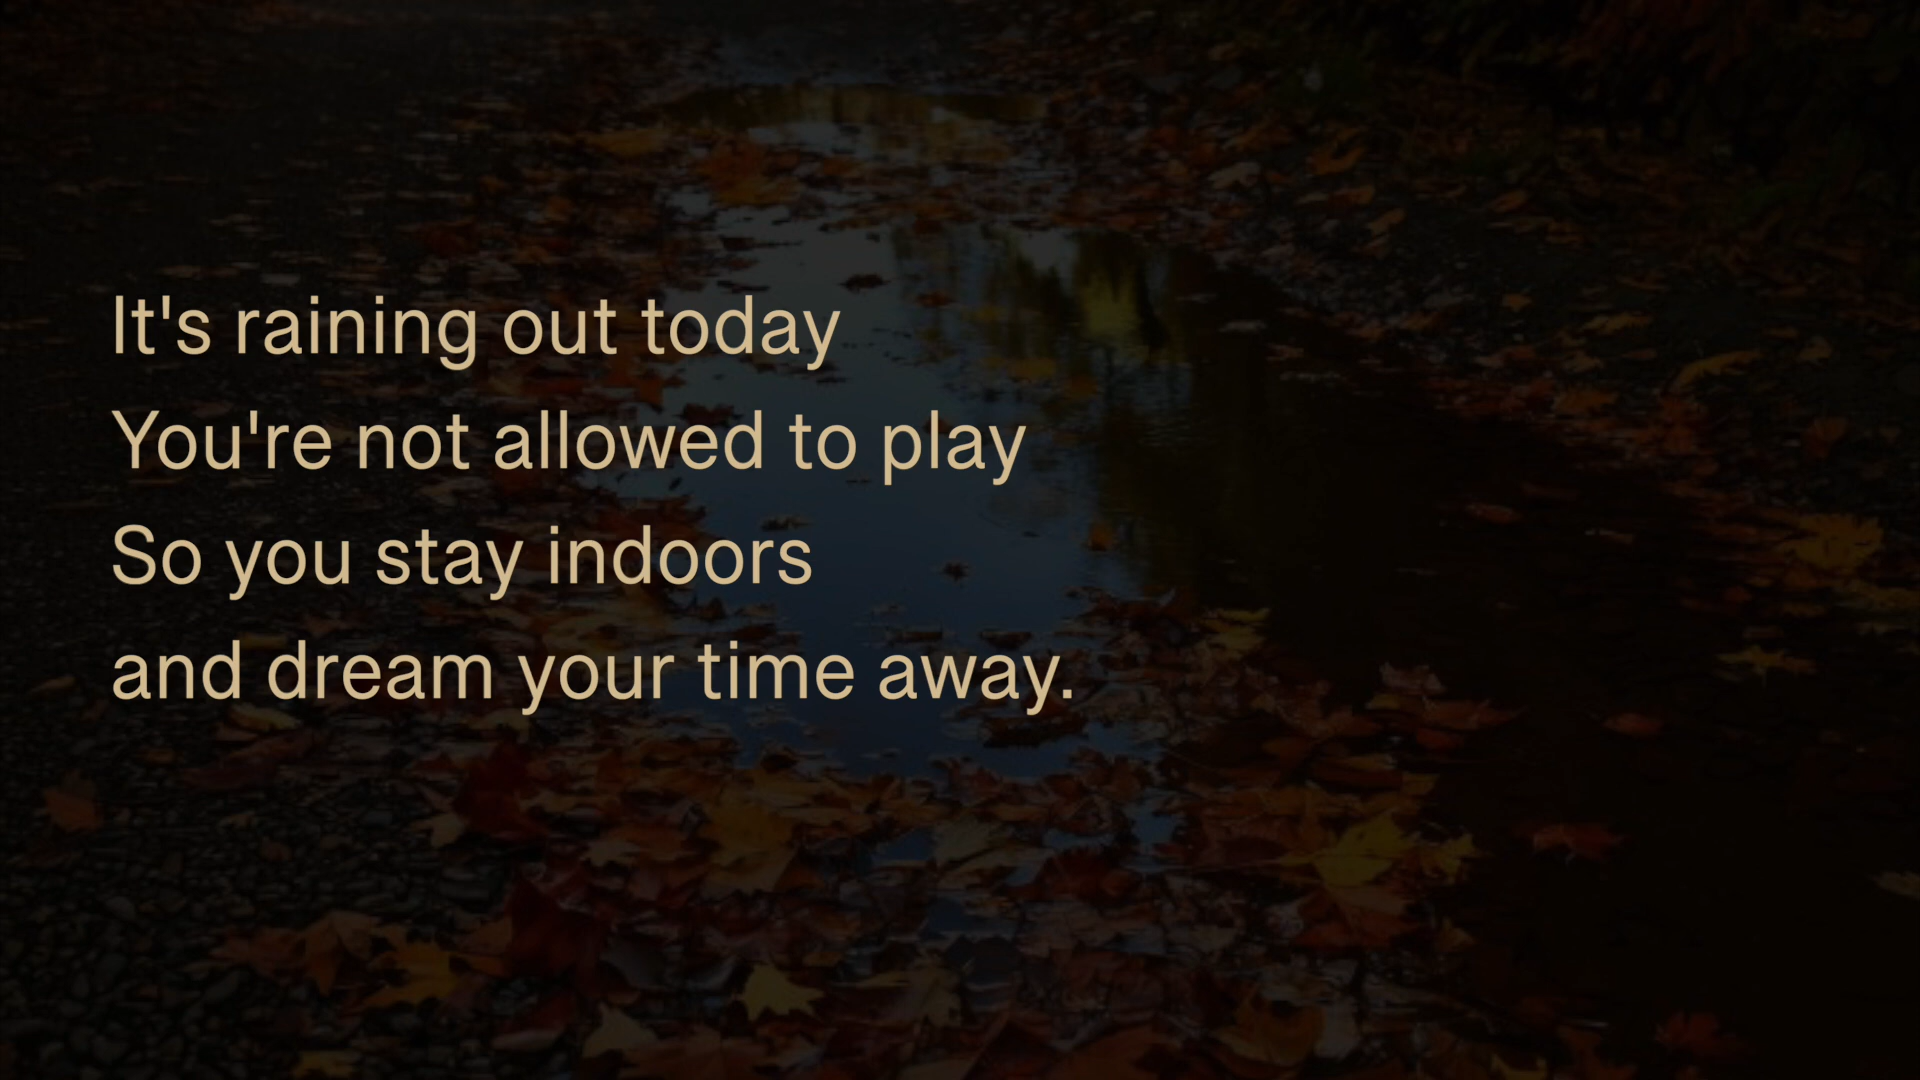 It's raining out today
You're not allowed to play
So you stay indoors
and dream your time away.